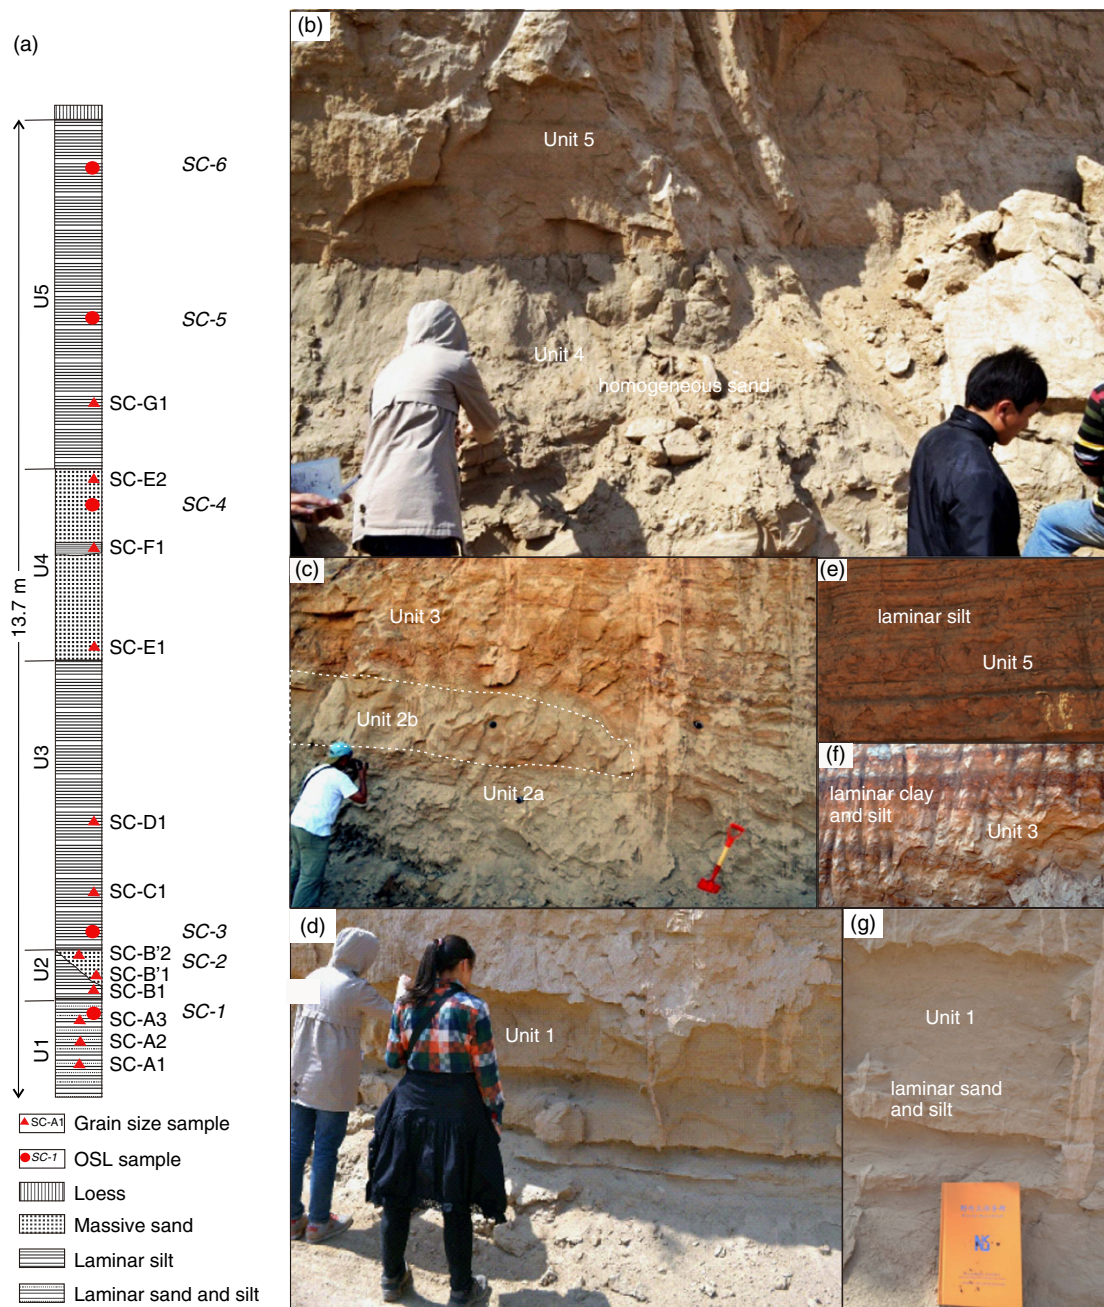 (a)
SC-6
SC-5
SC-G1
SC-E2
SC-4
SC-F1
SC-E1
SC-D1
SC-C1
SC-3
SC-B'2
SC-2
SC-B'1
SC-B1
SC-1
SC-A3
SC-A2
SC-A1
U5
U4
U3
U2
U1
13.7 m
SC-A1 Grain size sample
SC-1 OSL sample
Loess
Massive sand
Laminar silt
Laminar sand and silt
(b)
Unit 5
Unit 4
homogeneous sand
(c)
Unit 3
Unit 2b
Unit 2a
(e)
laminar silt
Unit 5
(f)
laminar clay
and silt
Unit 3
(d)
Unit 1
(g)
Unit 1
laminar sand
and silt